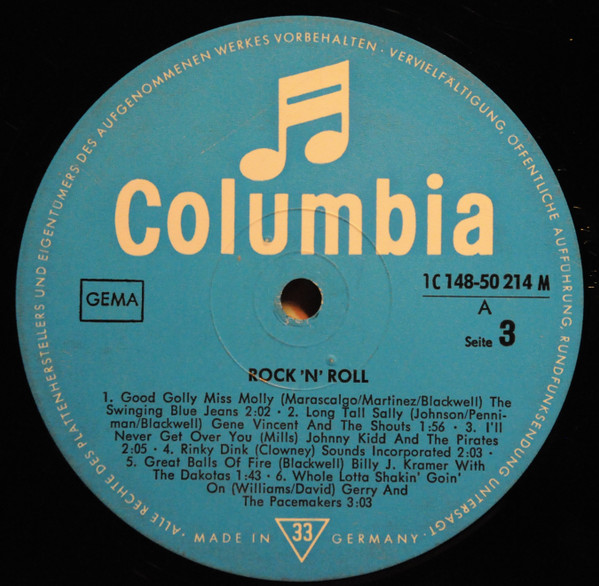 ALLE RECHTE DES PLATTENHERSTELLERS UND EIGENTÜMERS DES AUFGENOMMENEN WERKES VORBEHALTEN · VERVIELFÄLTIGUNG, ÖFFENTLICHE AUFFÜHRUNG, RUNDFUNKSENDUNG UNTERSAGT ·
Columbia
GEMA
1C 148-50 214 M
A
Seite 3
ROCK 'N' ROLL
1. Good Golly Miss Molly (Marascalgo/Martinez/Blackwell) The
Swinging Blue Jeans 2:02 · 2. Long Tall Sally (Johnson/Penni-
man/Blackwell) Gene Vincent And The Shouts 1:56 · 3. I'll
Never Get Over You (Mills) Johnny Kidd And The Pirates
2:05 · 4. Rinky Dink (Clowney) Sounds Incorporated 2:03 ·
5. Great Balls Of Fire (Blackwell) Billy J. Kramer With
The Dakotas 1:43 · 6. Whole Lotta Shakin' Goin'
On (Williams/David) Gerry And
The Pacemakers 3:03
MADE IN 33 GERMANY